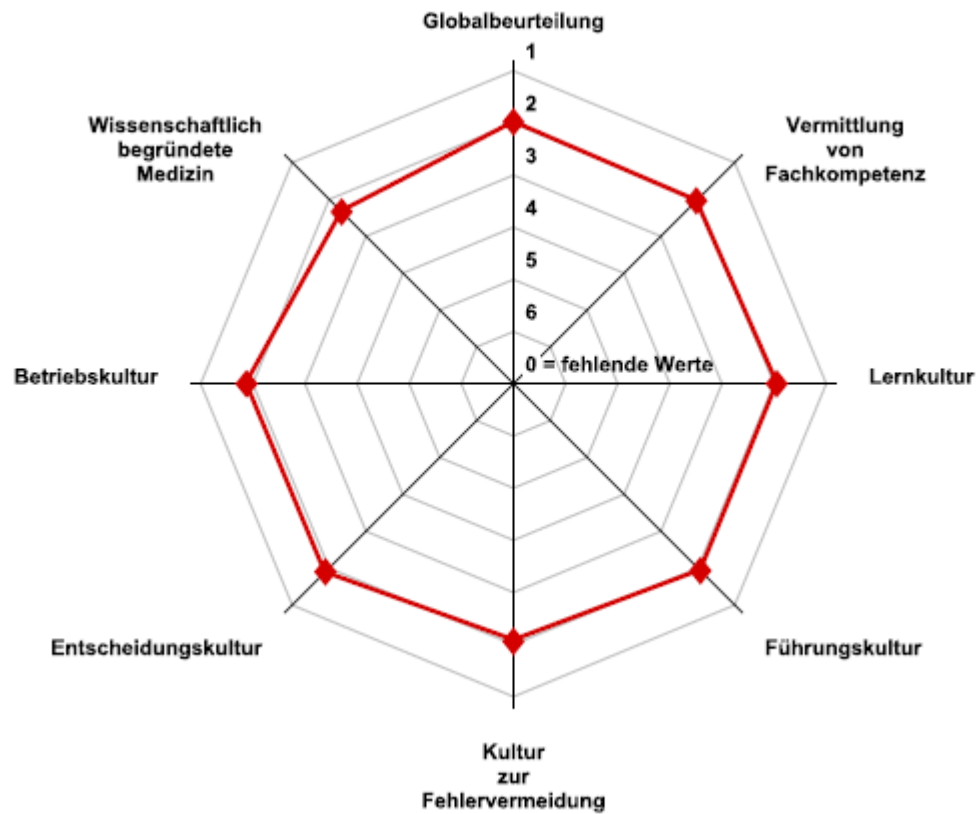 Globalbeurteilung
1
2
3
4
5
6
0 = fehlende Werte
Vermittlung
von
Fachkompetenz
Lernkultur
Führungskultur
Kultur
zur
Fehlervermeidung
Entscheidungskultur
Betriebskultur
Wissenschaftlich
begründete
Medizin